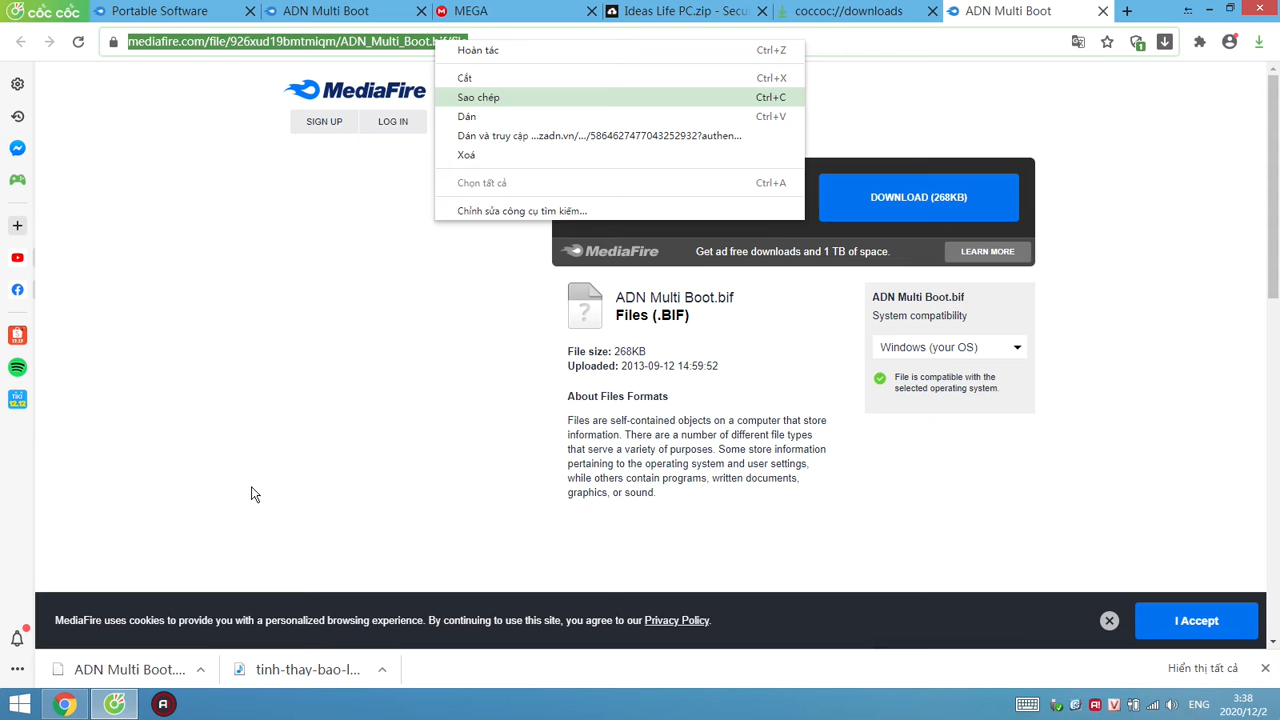 cốc cốc
Portable Software
ADN Multi Boot
MEGA
Ideas Life PC.zip - Secu
coccoc://downloads
ADN Multi Boot
mediafire.com/file/926xud19bmtmiqm/ADN_Multi_Boot.bif/file
Hoàn tác Ctrl+Z
Cắt Ctrl+X
Sao chép Ctrl+C
Dán Ctrl+V
Dán và truy cập ...zadn.vn/.../5864627477043252932?authen...
Xoá
Chọn tất cả Ctrl+A
Chỉnh sửa công cụ tìm kiếm...
MediaFire
SIGN UP
LOG IN
DOWNLOAD (268KB)
MediaFire
Get ad free downloads and 1 TB of space.
LEARN MORE
ADN Multi Boot.bif
Files (.BIF)
File size: 268KB
Uploaded: 2013-09-12 14:59:52
About Files Formats
Files are self-contained objects on a computer that store
information. There are a number of different file types
that serve a variety of purposes. Some store information
pertaining to the operating system and user settings,
while others contain programs, written documents,
graphics, or sound.
ADN Multi Boot.bif
System compatibility
Windows (your OS)
File is compatible with the
selected operating system.
MediaFire uses cookies to provide you with a personalized browsing experience. By continuing to use this site, you agree to our Privacy Policy.
I Accept
ADN Multi Boot....
tinh-thay-bao-l...
Hiển thị tất cả
ENG
3:38
2020/12/2